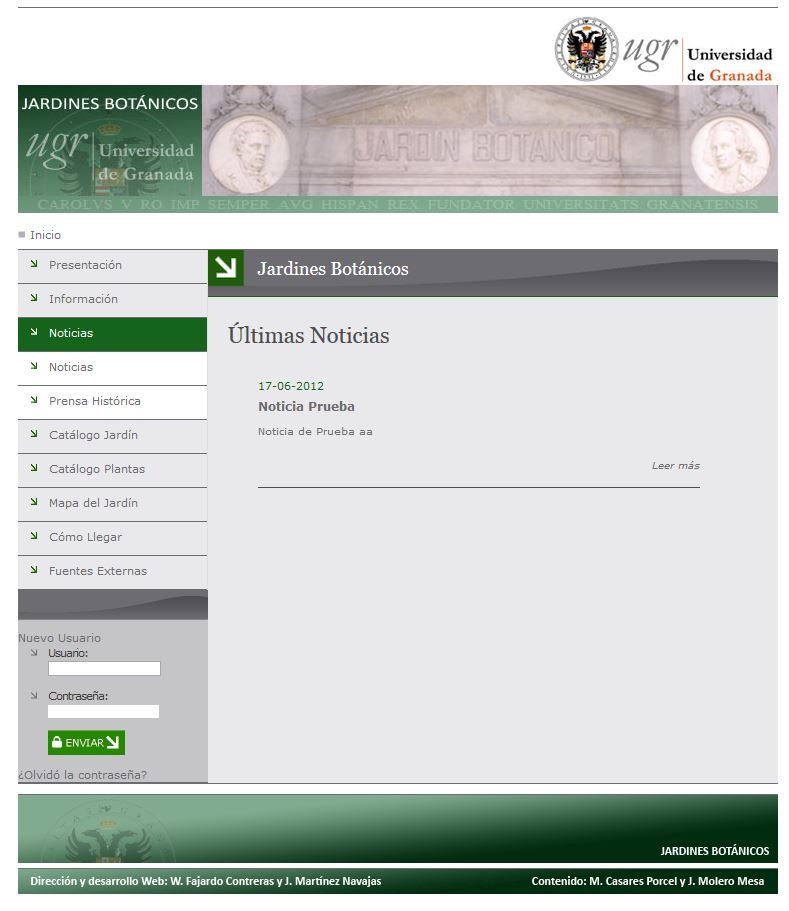 ugr
Universidad
de Granada
JARDINES BOTÁNICOS
ugr
Universidad
de Granada
JARDIN BOTANICO
CAROLVS V RO IMP SEMPER AVG HISPAN REX FUNDATOR UNIVERSITATS GRANATENSIS
Inicio
Presentación
Información
Noticias
Noticias
Prensa Histórica
Catálogo Jardín
Catálogo Plantas
Mapa del Jardín
Cómo Llegar
Fuentes Externas
Nuevo Usuario
Usuario:
Contraseña:
ENVIAR
¿Olvidó la contraseña?
Jardines Botánicos
Últimas Noticias
17-06-2012
Noticia Prueba
Noticia de Prueba aa
Leer más
JARDINES BOTÁNICOS
Dirección y desarrollo Web: W. Fajardo Contreras y J. Martínez Navajas
Contenido: M. Casares Porcel y J. Molero Mesa